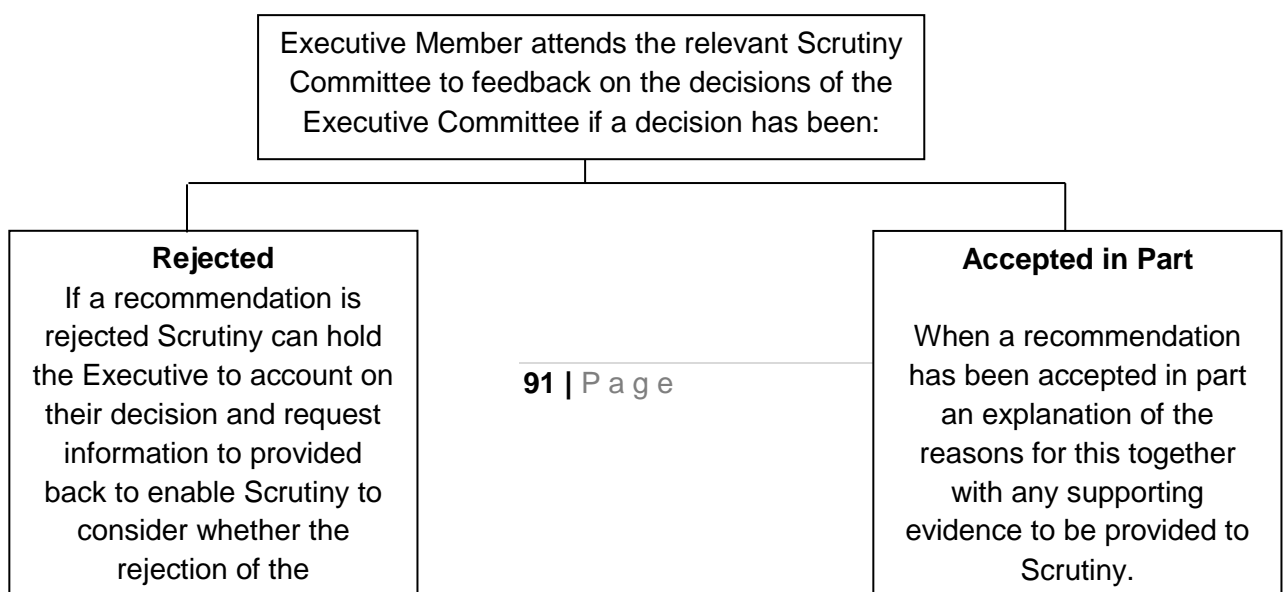 Executive Member attends the relevant Scrutiny
Committee to feedback on the decisions of the
Executive Committee if a decision has been:
Rejected
If a recommendation is
rejected Scrutiny can hold
the Executive to account on
their decision and request
information to provided
back to enable Scrutiny to
consider whether the
rejection of the
91 | P a g e
Accepted in Part
When a recommendation
has been accepted in part
an explanation of the
reasons for this together
with any supporting
evidence to be provided to
Scrutiny.